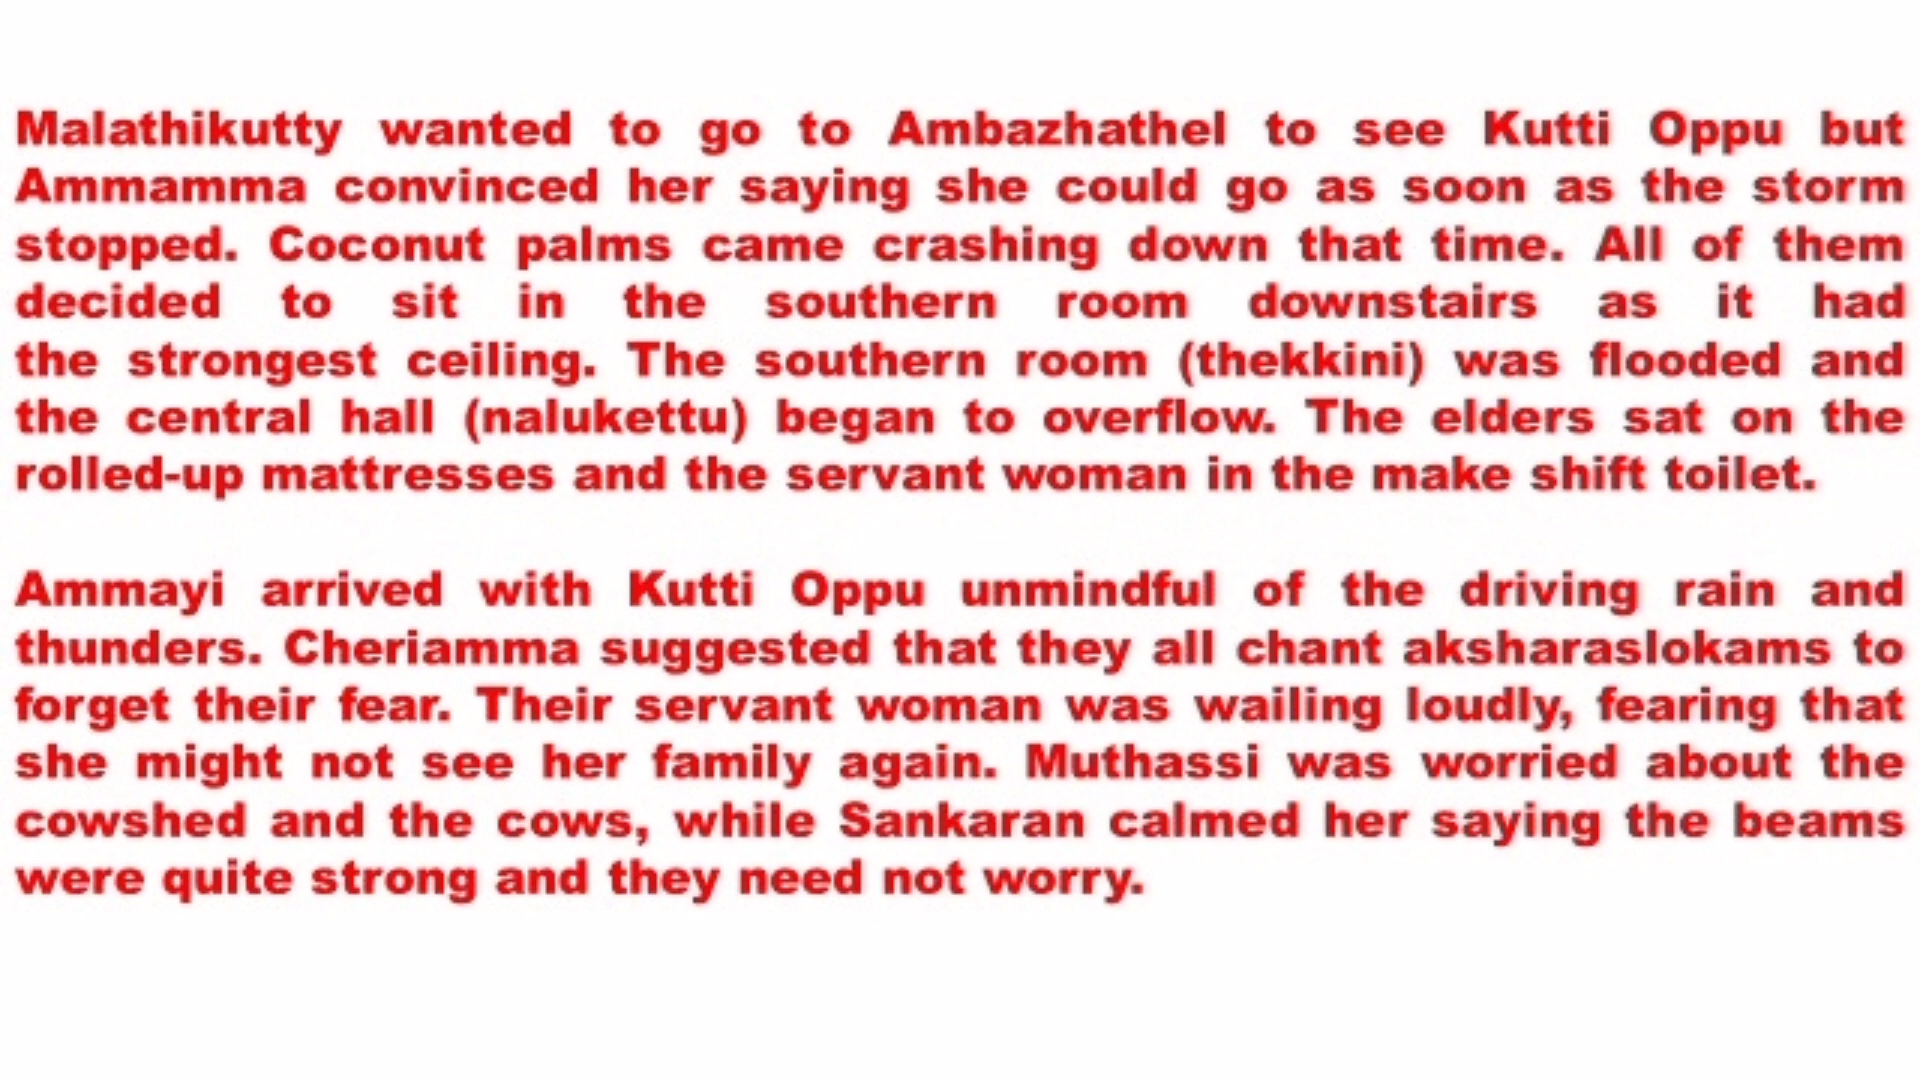 Malathikutty wanted to go to Ambazhathel to see Kutti Oppu but
Ammamma convinced her saying she could go as soon as the storm
stopped. Coconut palms came crashing down that time. All of them
decided to sit in the southern room downstairs as it had
the strongest ceiling. The southern room (thekkini) was flooded and
the central hall (nalukettu) began to overflow. The elders sat on the
rolled-up mattresses and the servant woman in the make shift toilet.
Ammayi arrived with Kutti Oppu unmindful of the driving rain and
thunders. Cheriamma suggested that they all chant aksharaslokams to
forget their fear. Their servant woman was wailing loudly, fearing that
she might not see her family again. Muthassi was worried about the
cowshed and the cows, while Sankaran calmed her saying the beams
were quite strong and they need not worry.